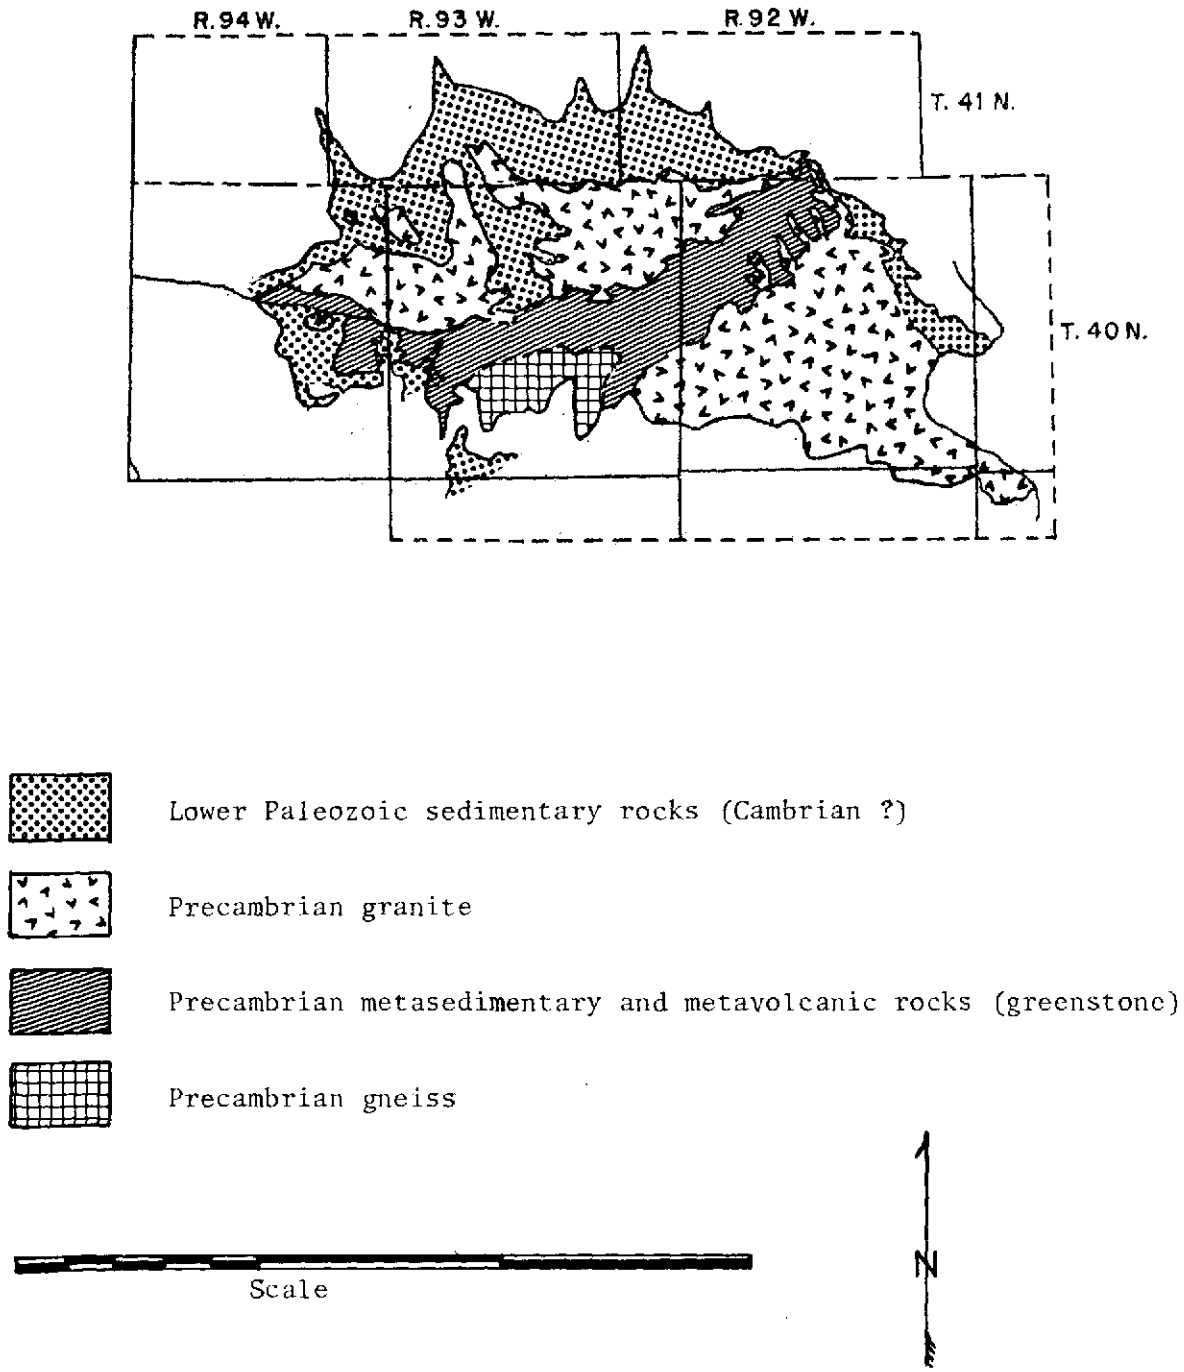 R.94 W. R.93 W. R.92 W.
T. 41 N.
T. 40 N.
Lower Paleozoic sedimentary rocks (Cambrian ?)
Precambrian granite
Precambrian metasedimentary and metavolcanic rocks (greenstone)
Precambrian gneiss
N
Scale